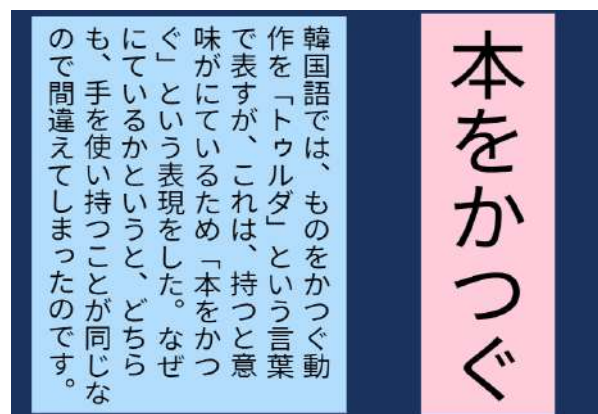 本をかつぐ
韓国語では、ものをかつぐ動
作を「トゥルダ」という言葉
で表すが、これは、持つと意
味がにているため「本をかつ
ぐ」という表現をした。なぜ
にているかというと、どちら
も、手を使い持つことが同じな
ので間違えてしまったのです。